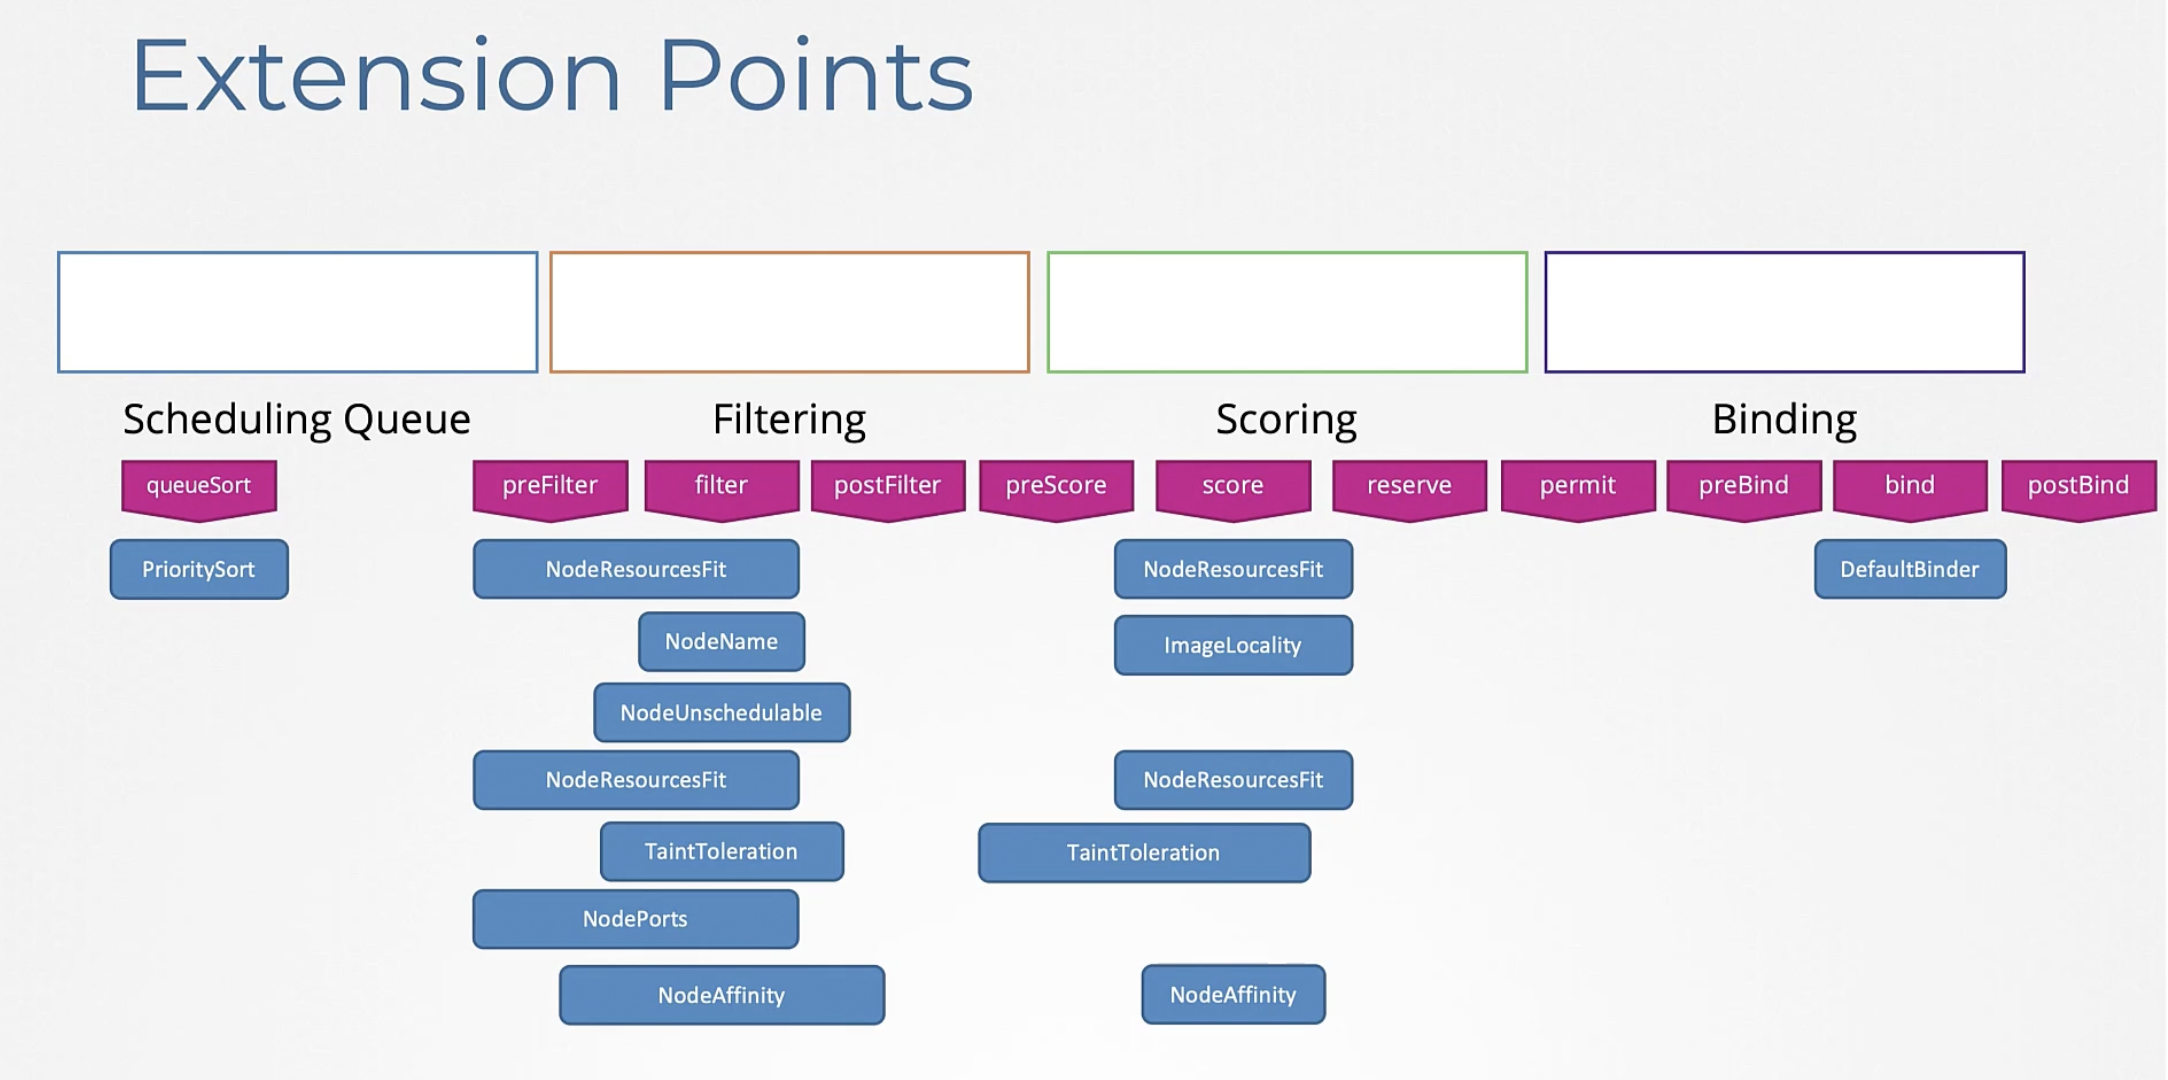 Extension Points
Scheduling Queue
Filtering
Scoring
Binding
queueSort
preFilter
filter
postFilter
preScore
score
reserve
permit
preBind
bind
postBind
PrioritySort
NodeResourcesFit
NodeResourcesFit
DefaultBinder
NodeName
ImageLocality
NodeUnschedulable
NodeResourcesFit
NodeResourcesFit
TaintToleration
TaintToleration
NodePorts
NodeAffinity
NodeAffinity